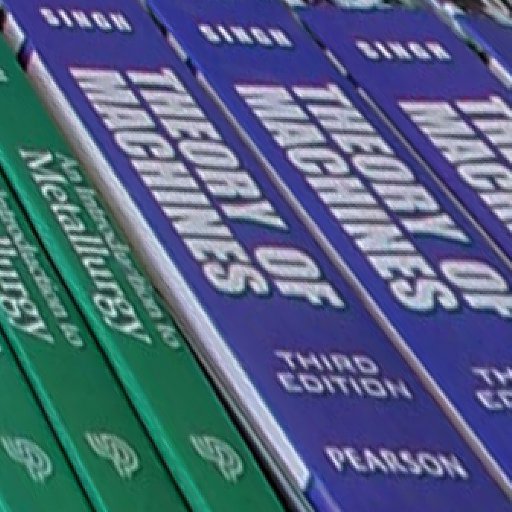 An Introduction to
Metallurgy
SINGH
THEORY OF
MACHINES
THIRD
EDITION
PEARSON
SINGH
THEORY OF
MACHINES
SINGH